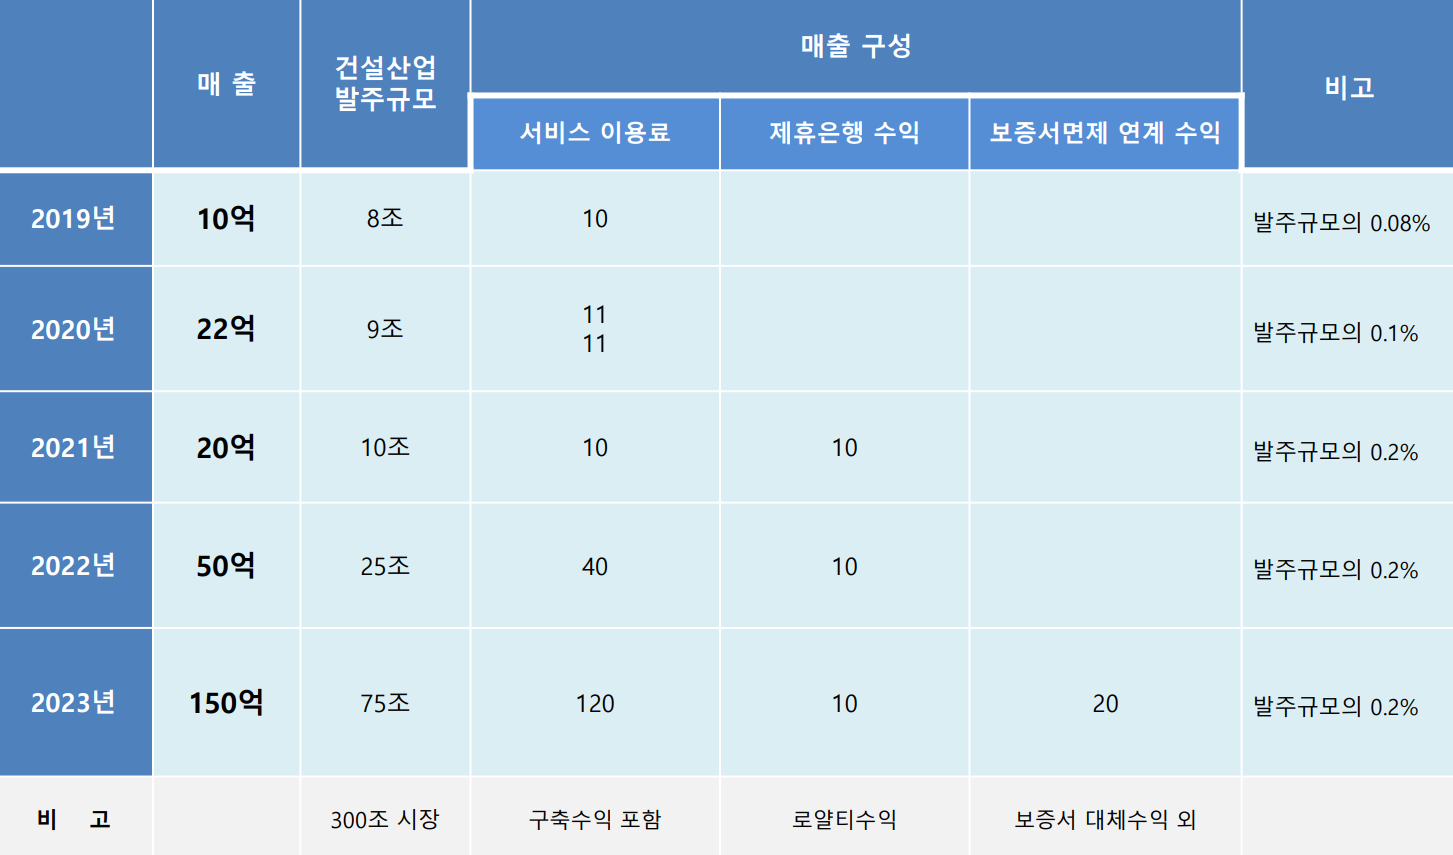 매 출
건설산업
발주규모
매출 구성
비고
서비스 이용료
제휴은행 수익
보증서면제 연계 수익
2019년
10억
8조
10
발주규모의 0.08%
2020년
22억
9조
11
11
발주규모의 0.1%
2021년
20억
10조
10
10
발주규모의 0.2%
2022년
50억
25조
40
10
발주규모의 0.2%
2023년
150억
75조
120
10
20
발주규모의 0.2%
비 고
300조 시장
구축수익 포함
로얄티수익
보증서 대체수익 외